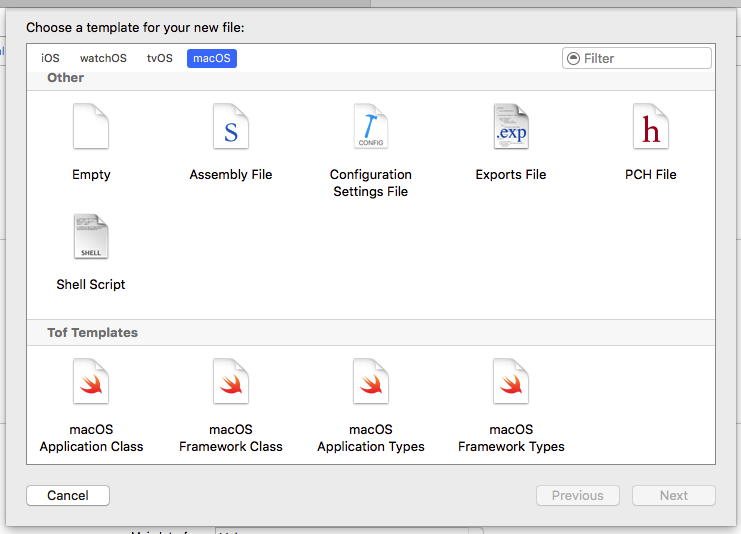 Choose a template for your new file:
iOS watchOS tvOS macOS Filter
Other
S CONFIG .exp h
Empty Assembly File Configuration Settings File Exports File PCH File
SHELL
Shell Script
Tof Templates
macOS Application Class macOS Framework Class macOS Application Types macOS Framework Types
Cancel Previous Next